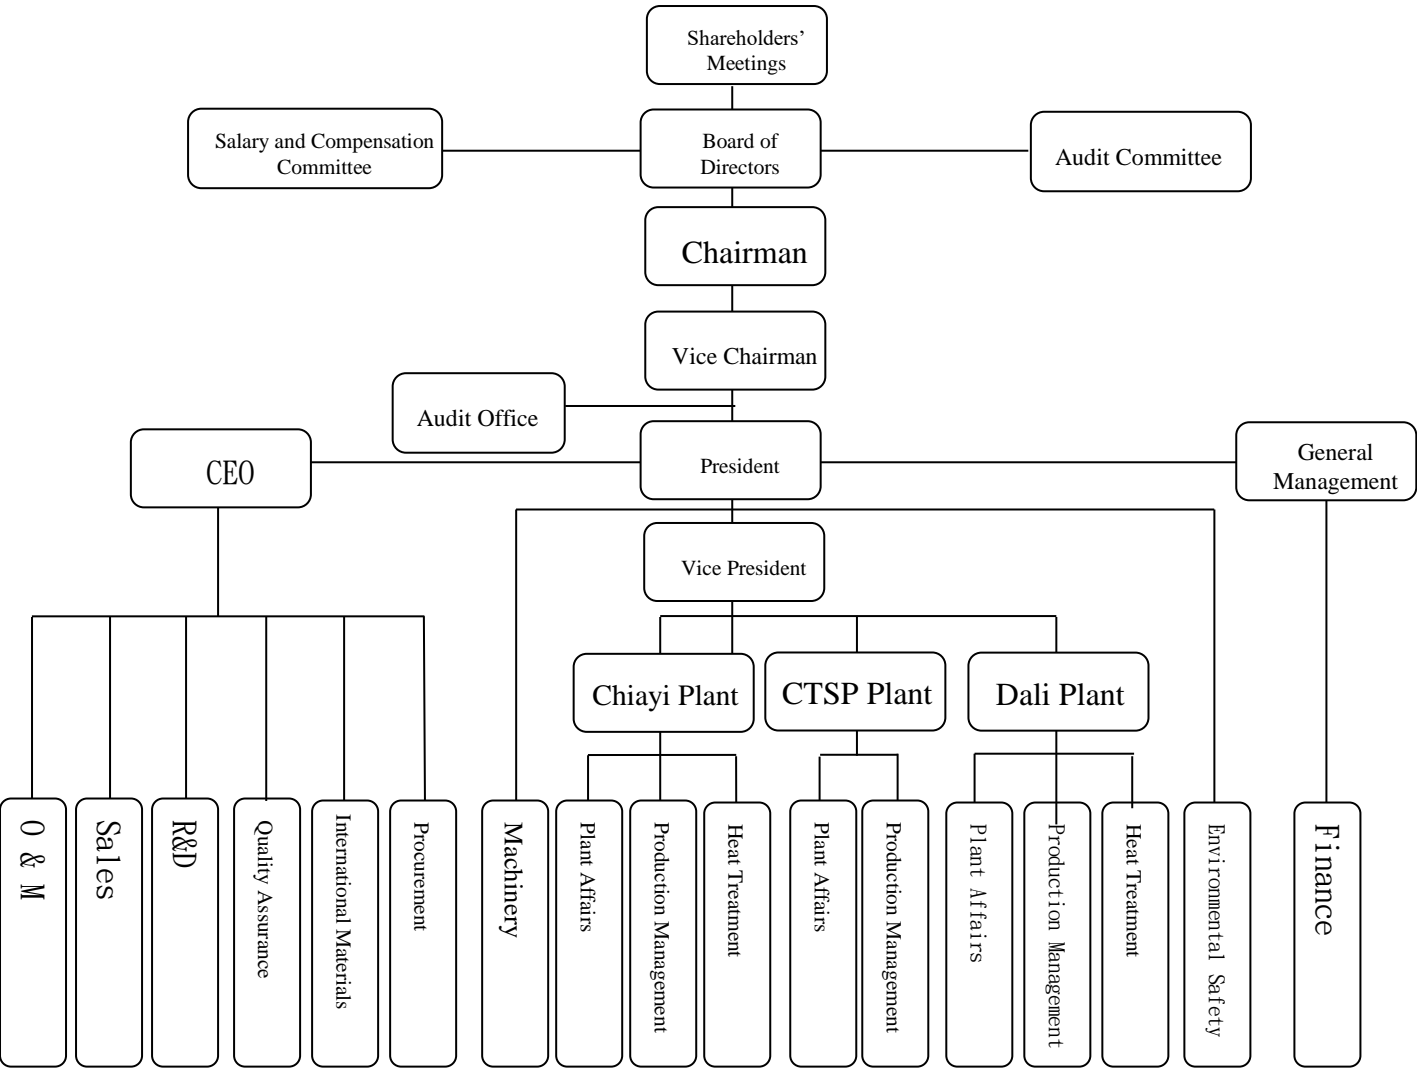 Shareholders’
Meetings
Salary and Compensation
Committee
Board of
Directors
Audit Committee
Chairman
Vice Chairman
Audit Office
CEO
President
General
Management
Vice President
Chiayi Plant
CTSP Plant
Dali Plant
O & M
Sales
R&D
Quality Assurance
International Materials
Procurement
Machinery
Plant Affairs
Production Management
Heat Treatment
Plant Affairs
Production Management
Plant Affairs
Production Management
Heat Treatment
Environmental Safety
Finance